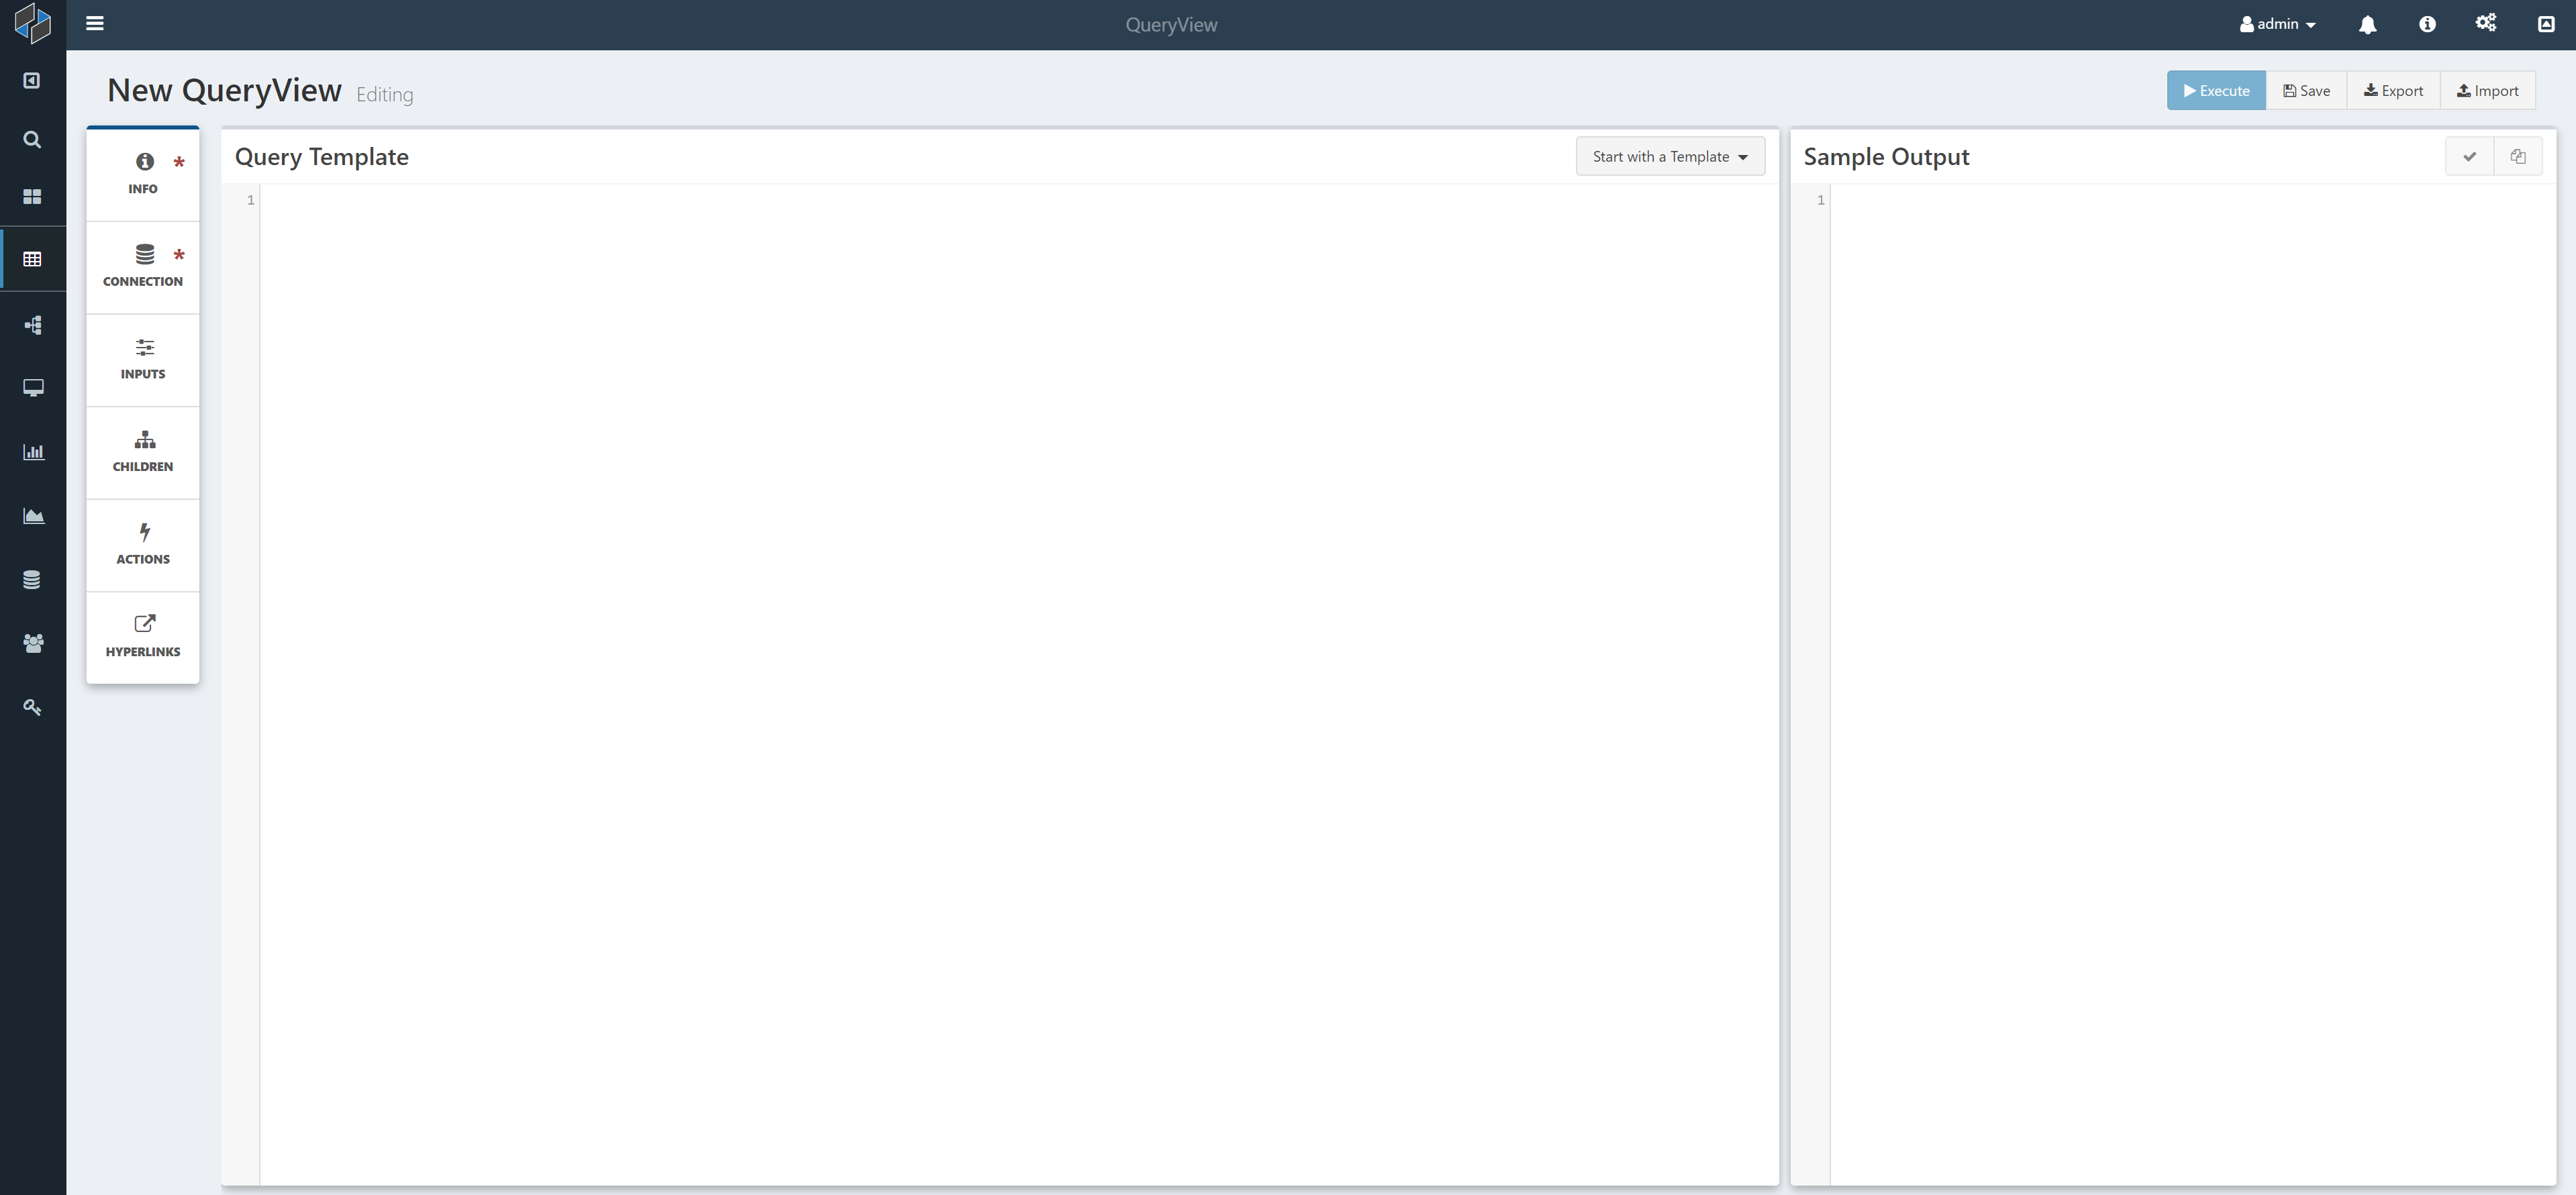 QueryView
admin
New QueryView Editing
Execute Save Export Import
INFO *
CONNECTION *
INPUTS
CHILDREN
ACTIONS
HYPERLINKS
Query Template
Start with a Template
1
Sample Output
1